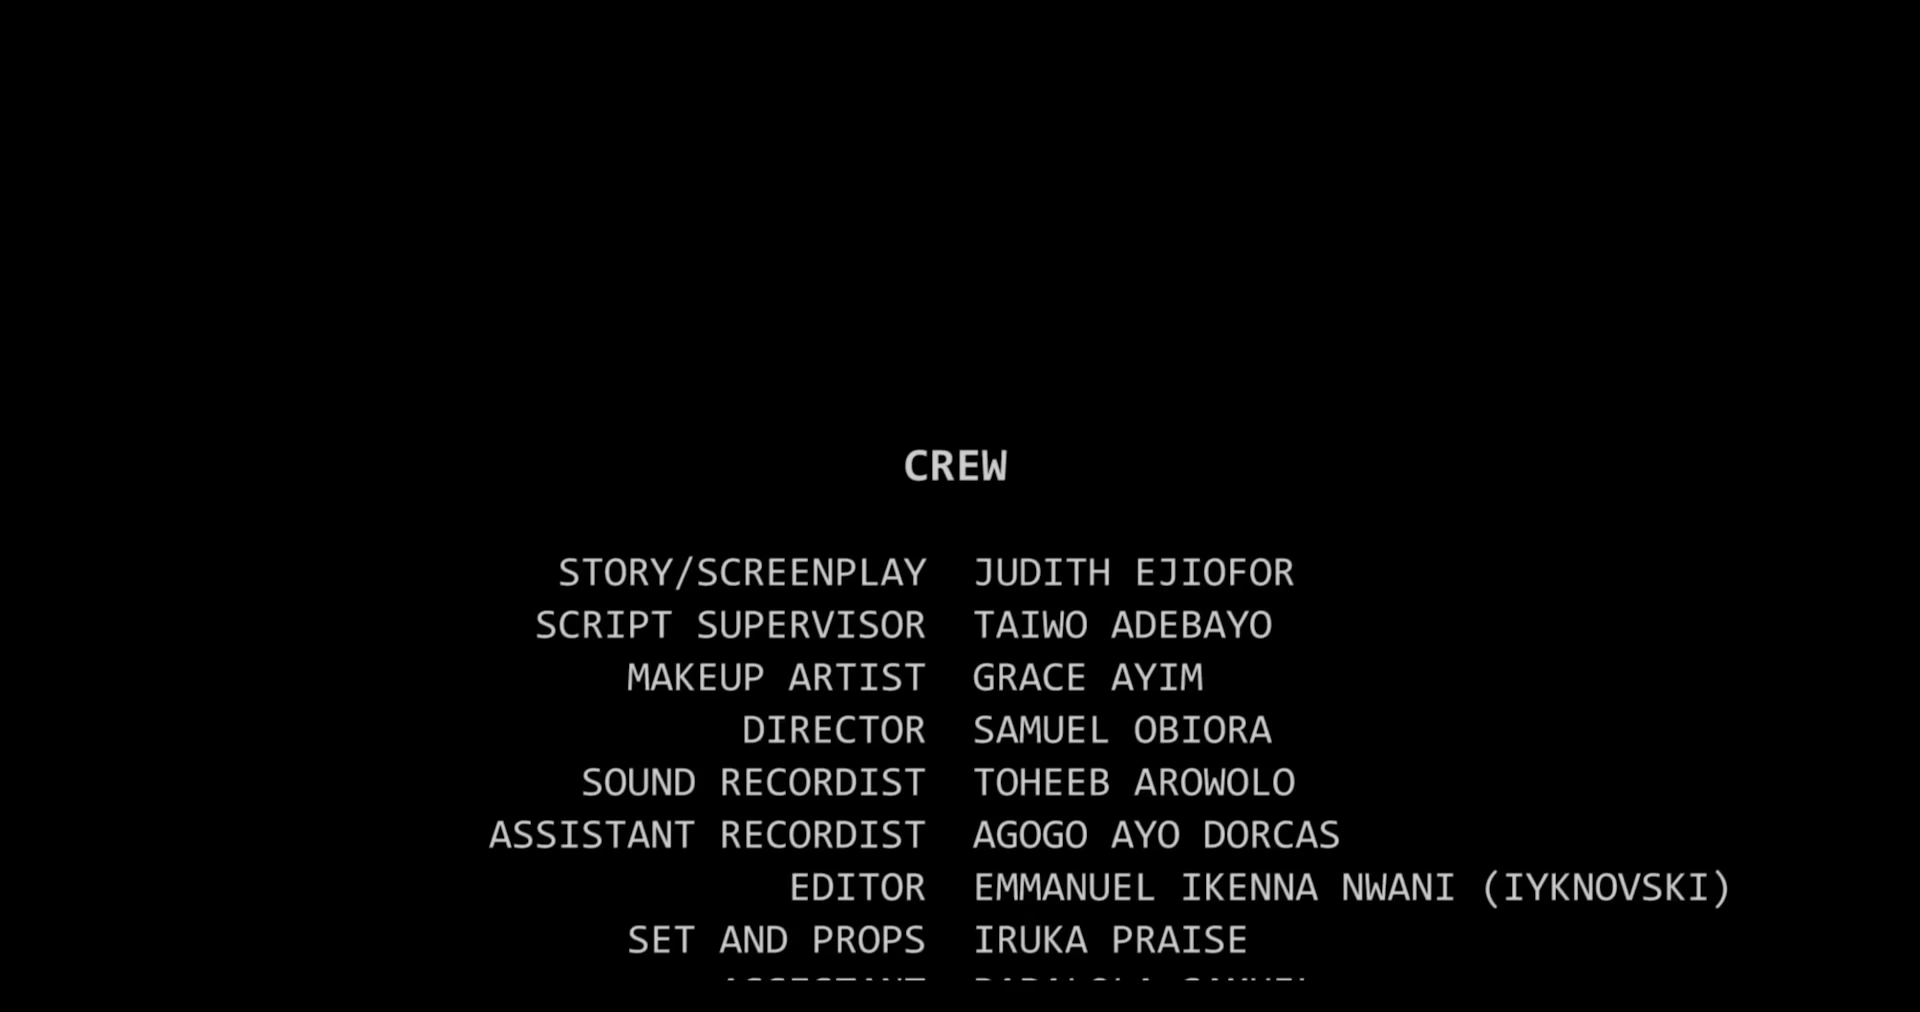 CREW
STORY/SCREENPLAY JUDITH EJIOFOR
SCRIPT SUPERVISOR TAIWO ADEBAYO
MAKEUP ARTIST GRACE AYIM
DIRECTOR SAMUEL OBIORA
SOUND RECORDIST TOHEEB AROWOLO
ASSISTANT RECORDIST AGOGO AYO DORCAS
EDITOR EMMANUEL IKENNA NWANI (IYKNOVSKI)
SET AND PROPS IRUKA PRAISE